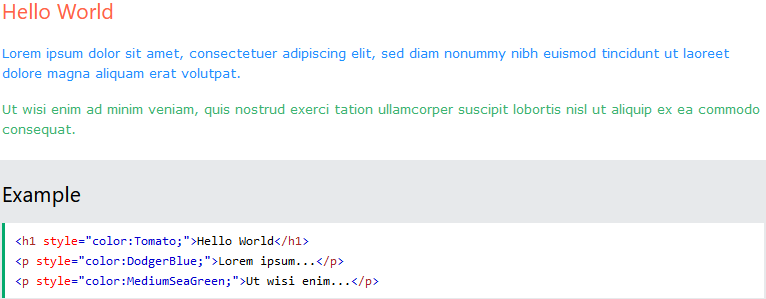 Hello World
Lorem ipsum dolor sit amet, consectetuer adipiscing elit, sed diam nonummy nibh euismod tincidunt ut laoreet
dolore magna aliquam erat volutpat.
Ut wisi enim ad minim veniam, quis nostrud exerci tation ullamcorper suscipit lobortis nisl ut aliquip ex ea commodo
consequat.
Example
<h1 style="color:Tomato;">Hello World</h1>
<p style="color:DodgerBlue;">Lorem ipsum...</p>
<p style="color:MediumSeaGreen;">Ut wisi enim...</p>